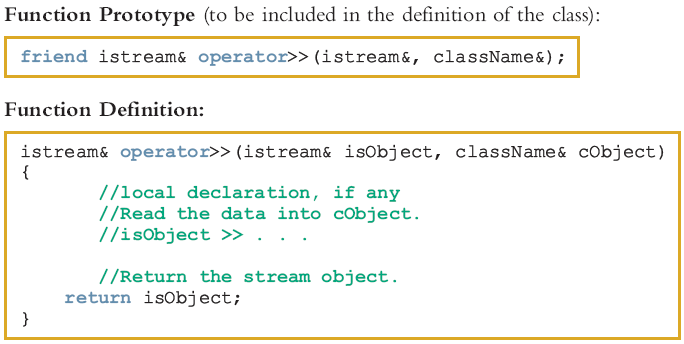 Function Prototype (to be included in the definition of the class):
friend istream& operator>>(istream&, className&);
Function Definition:
istream& operator>>(istream& isObject, className& cObject)
{
//local declaration, if any
//Read the data into cObject.
//isObject >> . . .
//Return the stream object.
return isObject;
}